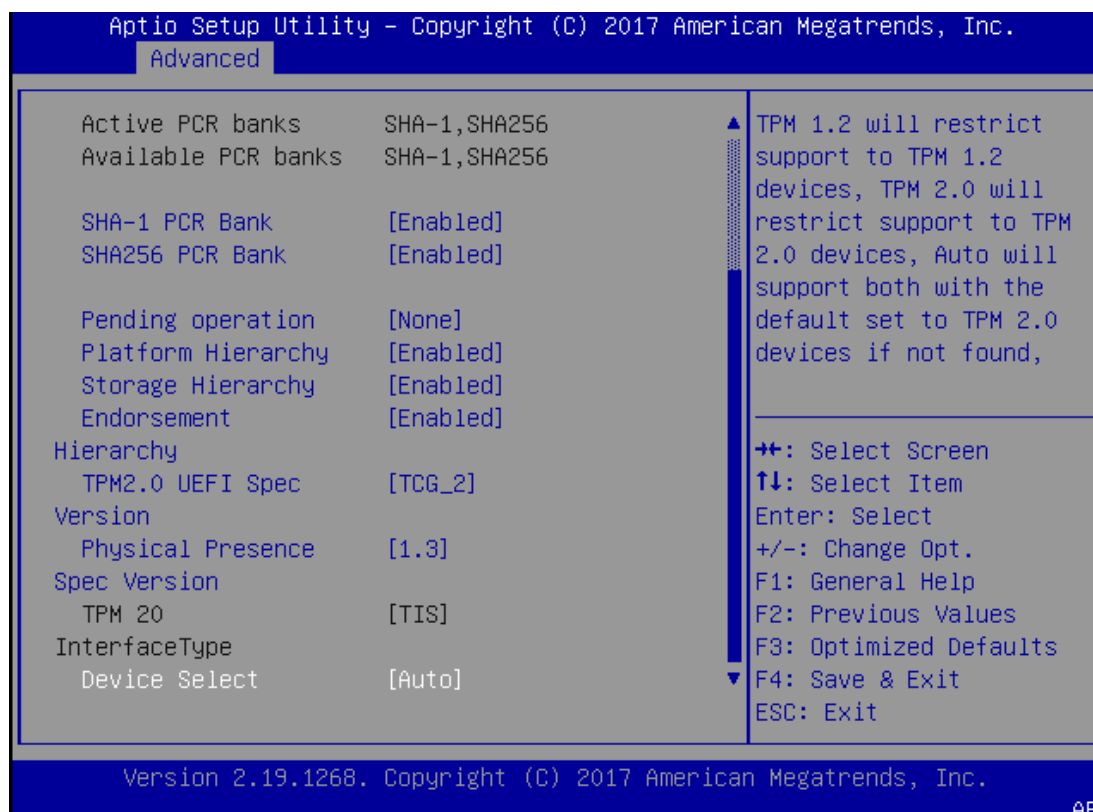 Aptio Setup Utility – Copyright (C) 2017 American Megatrends, Inc.
Advanced
Active PCR banks SHA-1,SHA256
Available PCR banks SHA-1,SHA256
SHA-1 PCR Bank [Enabled]
SHA256 PCR Bank [Enabled]
Pending operation [None]
Platform Hierarchy [Enabled]
Storage Hierarchy [Enabled]
Endorsement [Enabled]
Hierarchy
TPM2.0 UEFI Spec [TCG_2]
Version
Physical Presence [1.3]
Spec Version
TPM 20 [TIS]
InterfaceType
Device Select [Auto]
TPM 1.2 will restrict
support to TPM 1.2
devices, TPM 2.0 will
restrict support to TPM
2.0 devices, Auto will
support both with the
default set to TPM 2.0
devices if not found,
→←: Select Screen
↑↓: Select Item
Enter: Select
+/-: Change Opt.
F1: General Help
F2: Previous Values
F3: Optimized Defaults
F4: Save & Exit
ESC: Exit
Version 2.19.1268. Copyright (C) 2017 American Megatrends, Inc.